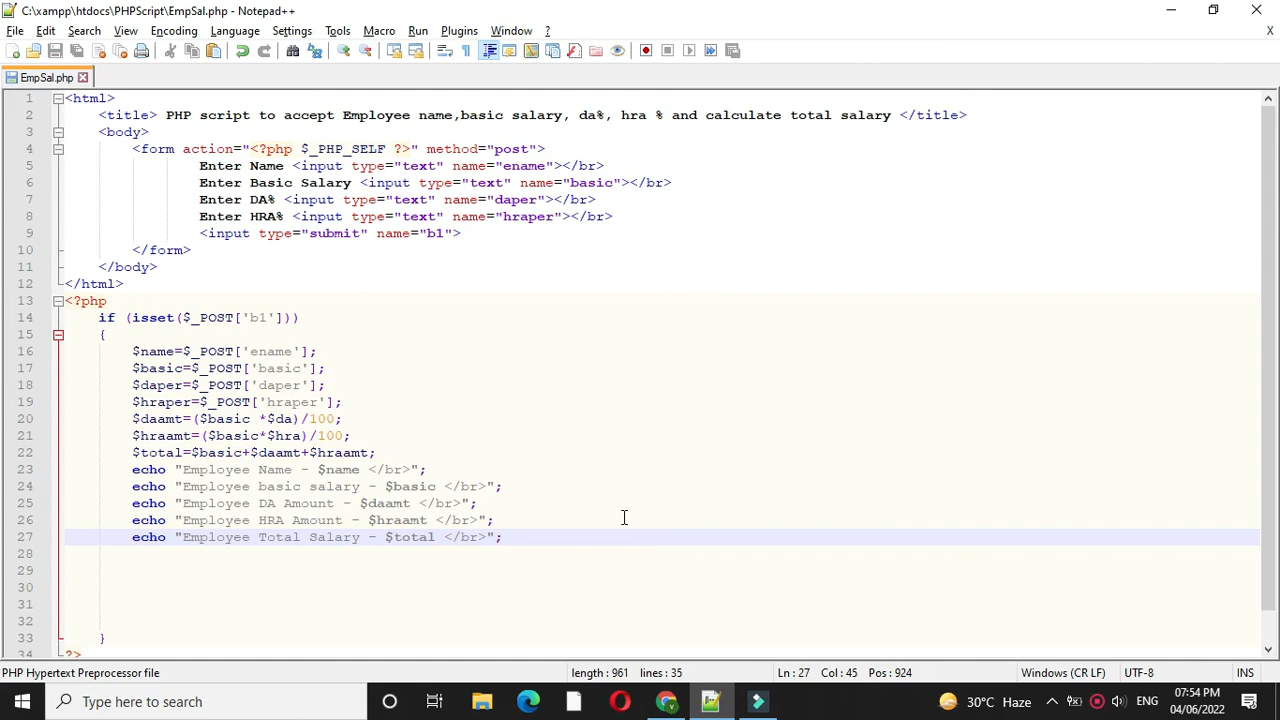 C:\xampp\htdocs\PHPScript\EmpSal.php - Notepad++
File Edit Search View Encoding Language Settings Tools Macro Run Plugins Window ? X
EmpSal.php
1 <html>
2 <title> PHP script to accept Employee name,basic salary, da%, hra % and calculate total salary </title>
3 <body>
4 <form action="<?php $_PHP_SELF ?>" method="post">
5 Enter Name <input type="text" name="ename"></br>
6 Enter Basic Salary <input type="text" name="basic"></br>
7 Enter DA% <input type="text" name="daper"></br>
8 Enter HRA% <input type="text" name="hraper"></br>
9 <input type="submit" name="b1">
10 </form>
11 </body>
12 </html>
13 <?php
14 if (isset($_POST['b1']))
15 {
16 $name=$_POST['ename'];
17 $basic=$_POST['basic'];
18 $daper=$_POST['daper'];
19 $hraper=$_POST['hraper'];
20 $daamt=($basic *$da)/100;
21 $hraamt=($basic*$hra)/100;
22 $total=$basic+$daamt+$hraamt;
23 echo "Employee Name - $name </br>";
24 echo "Employee basic salary - $basic </br>";
25 echo "Employee DA Amount - $daamt </br>";
26 echo "Employee HRA Amount - $hraamt </br>";
27 echo "Employee Total Salary - $total </br>";
28
29
30
31
32
33 }
34 ?>
PHP Hypertext Preprocessor file length : 961 lines : 35 Ln : 27 Col : 45 Pos : 924 Windows (CR LF) UTF-8 INS
Type here to search 30°C Haze ENG 07:54 PM 04/06/2022